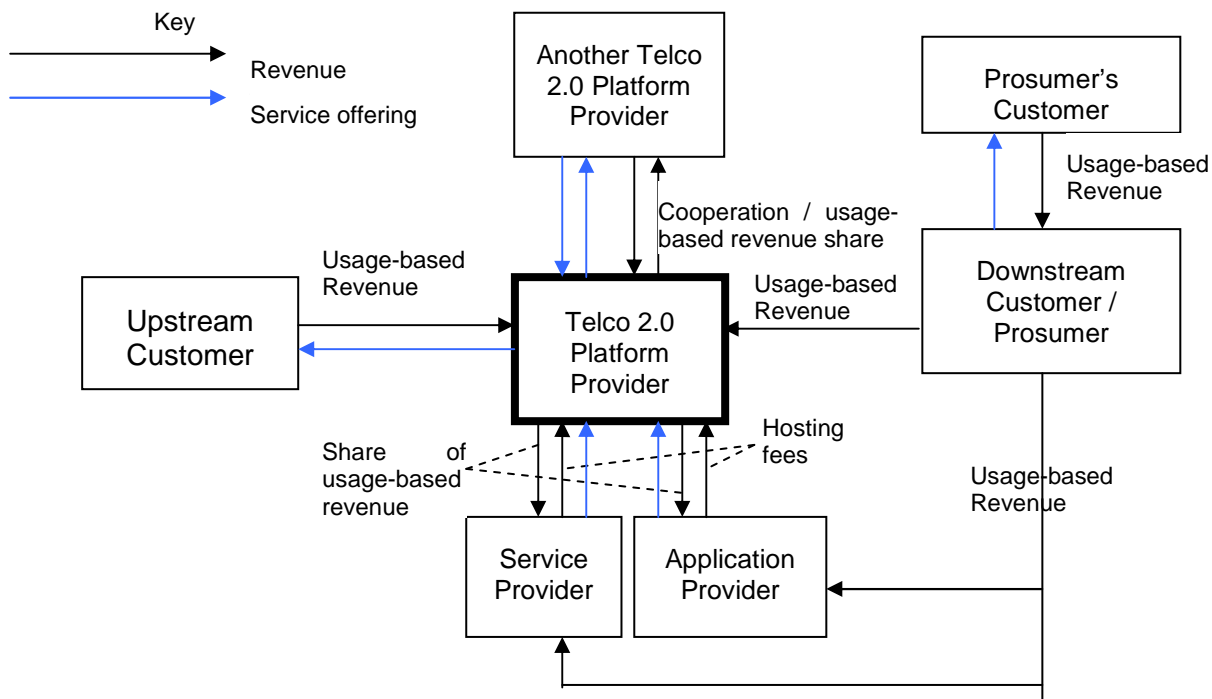 Key
Revenue
Service offering
Another Telco
2.0 Platform
Provider
Prosumer's
Customer
Usage-based
Revenue
Cooperation / usage-
based revenue share
Usage-based
Revenue
Upstream
Customer
Telco 2.0
Platform
Provider
Usage-based
Revenue
Downstream
Customer /
Prosumer
Share of
usage-based
revenue
Hosting
fees
Usage-based
Revenue
Service
Provider
Application
Provider